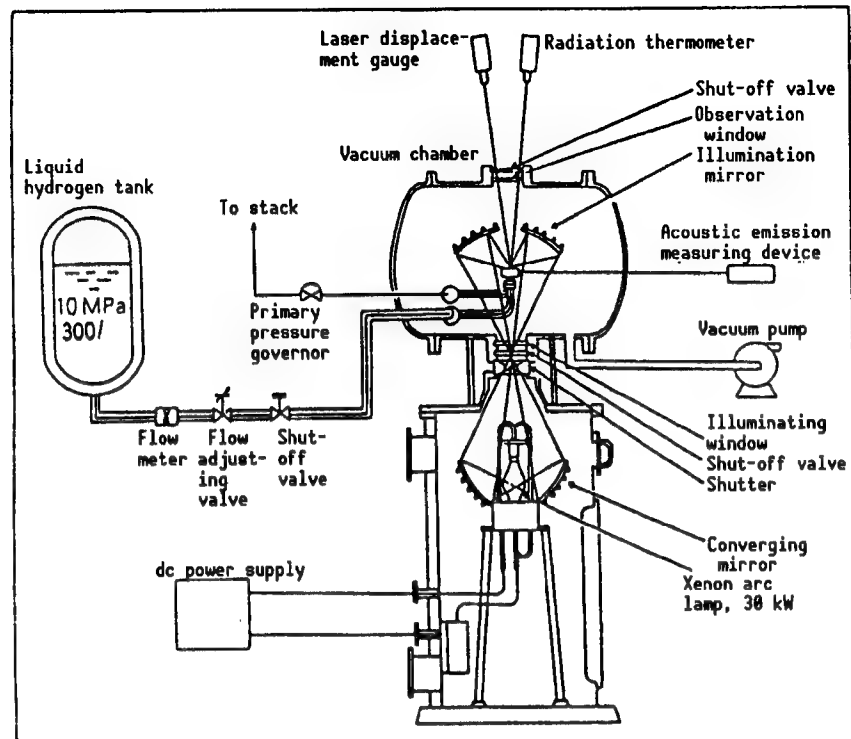 Laser displace-
ment gauge
Radiation thermometer
Shut-off valve
Observation
window
Vacuum chamber
Illumination
mirror
Liquid
hydrogen tank
To stack
Acoustic emission
measuring device
10 MPa
300l
Primary
pressure
governor
Vacuum pump
Flow
meter
Flow
adjust-
ing
valve
Shut-
off
valve
Illuminating
window
Shut-off valve
Shutter
Converging
mirror
Xenon arc
lamp, 30 kW
dc power supply